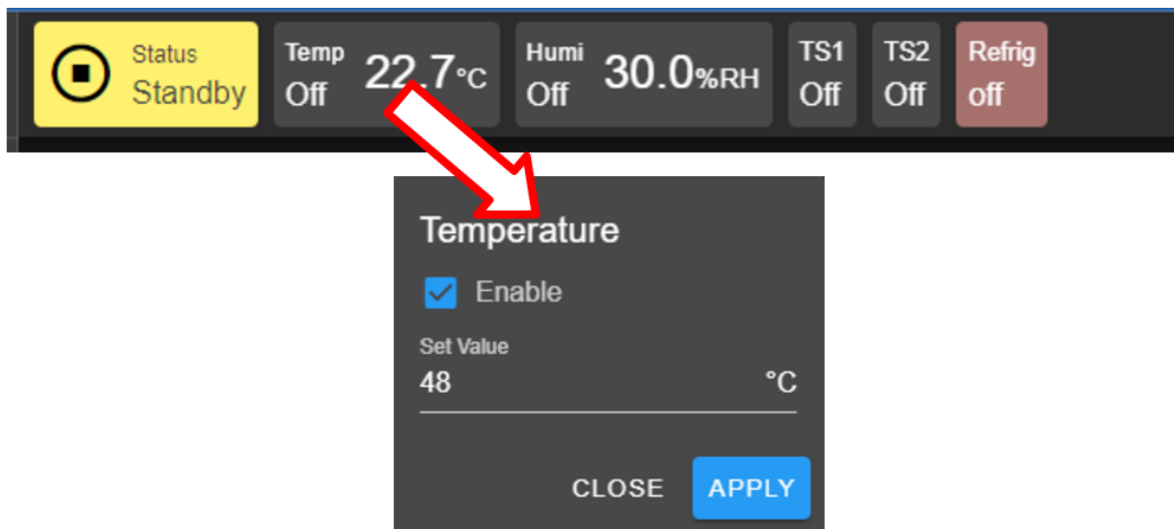 Status
Standby
Temp
Off
22.7°C
Humi
Off
30.0%RH
TS1
Off
TS2
Off
Refrig
off
Temperature
Enable
Set Value
48 °C
CLOSE APPLY